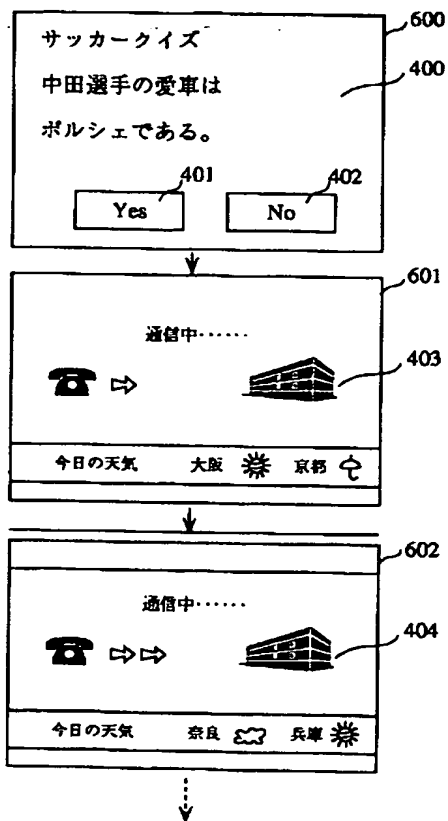 サッカークイズ
600
中田選手の愛車は
400
ポルシェである。
401
402
Yes
No
601
通信中‥‥‥
403
今日の天気 大阪 京都
602
通信中‥‥‥
404
今日の天気 奈良 兵庫